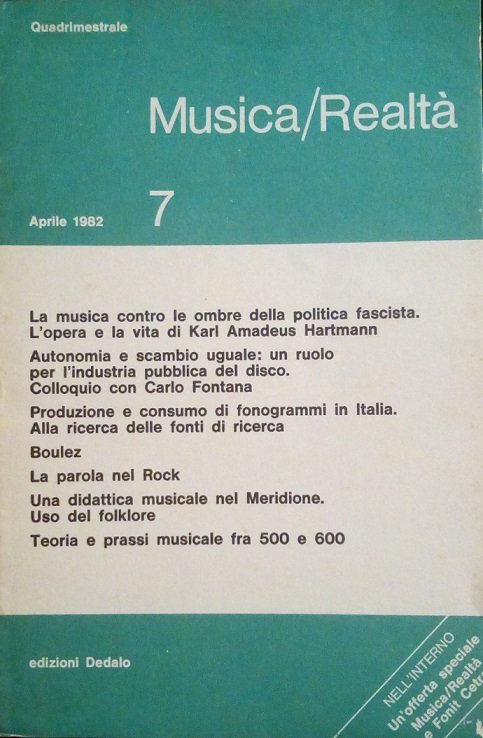 Quadrimestrale
Musica/Realtà
Aprile 1982
7
La musica contro le ombre della politica fascista.
L'opera e la vita di Karl Amadeus Hartmann
Autonomia e scambio uguale: un ruolo
per l'industria pubblica del disco.
Colloquio con Carlo Fontana
Produzione e consumo di fonogrammi in Italia.
Alla ricerca delle fonti di ricerca
Boulez
La parola nel Rock
Una didattica musicale nel Meridione.
Uso del folklore
Teoria e prassi musicale fra 500 e 600
edizioni Dedalo
NELL'INTERNO
Un'offerta speciale
Musica/Realtà
e Fonit Cetra